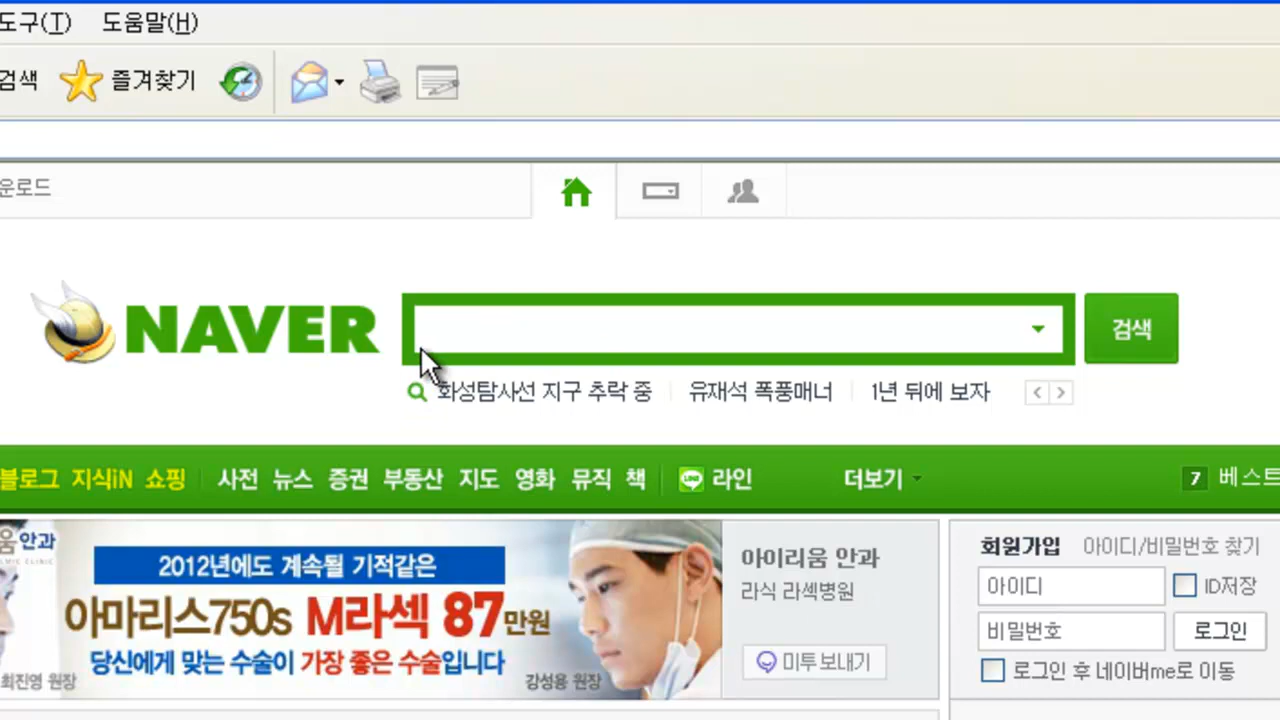 도구(T) 도움말(H)
검색 즐겨찾기
운로드
NAVER 검색
화성탐사선 지구 추락 중 유재석 폭풍매너 1년 뒤에 보자
블로그 지식iN 쇼핑 사전 뉴스 증권 부동산 지도 영화 뮤직 책 LINE 라인 더보기 7 베스트
움안과
2012년에도 계속될 기적같은
아마리스750s M라섹 87만원
당신에게 맞는 수술이 가장 좋은 수술입니다
최진영 원장 강성용 원장
아이리움 안과
라식 라섹병원
미투 보내기
회원가입 아이디/비밀번호 찾기
아이디 ID저장
비밀번호 로그인
로그인 후 네이버me로 이동